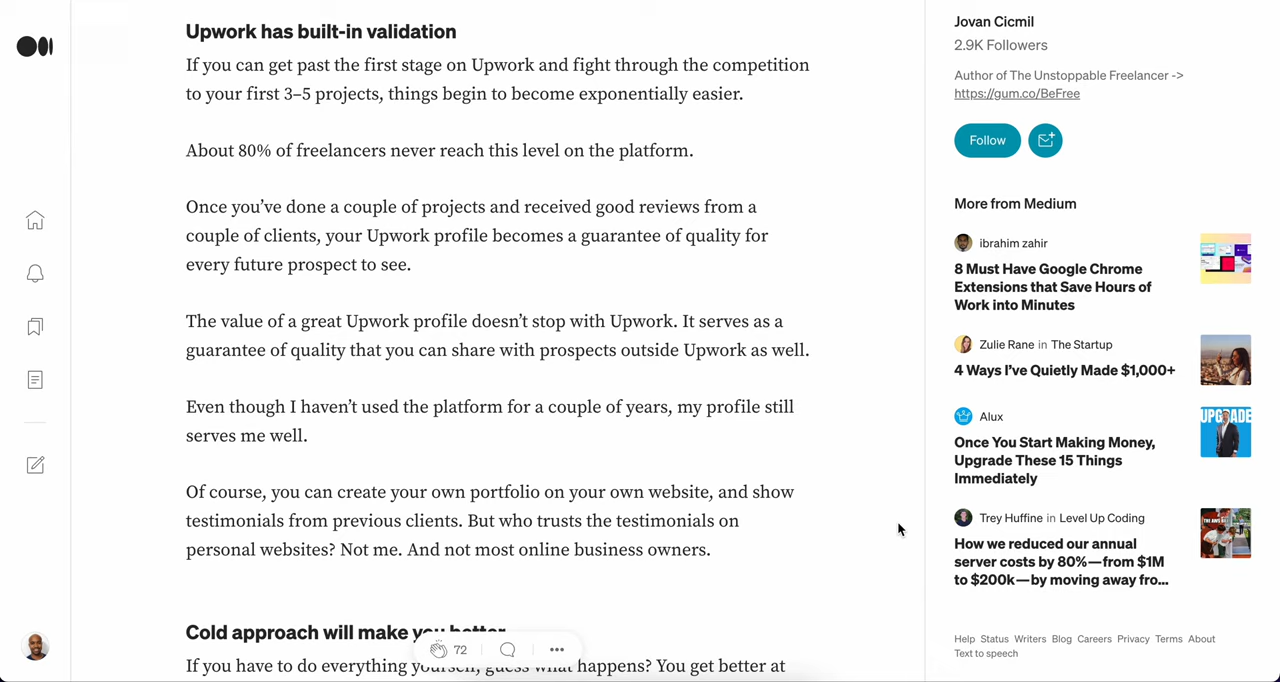 Upwork has built-in validation
If you can get past the first stage on Upwork and fight through the competition
to your first 3–5 projects, things begin to become exponentially easier.
About 80% of freelancers never reach this level on the platform.
Once you’ve done a couple of projects and received good reviews from a
couple of clients, your Upwork profile becomes a guarantee of quality for
every future prospect to see.
The value of a great Upwork profile doesn’t stop with Upwork. It serves as a
guarantee of quality that you can share with prospects outside Upwork as well.
Even though I haven’t used the platform for a couple of years, my profile still
serves me well.
Of course, you can create your own portfolio on your own website, and show
testimonials from previous clients. But who trusts the testimonials on
personal websites? Not me. And not most online business owners.
Cold approach will make you better
72
If you have to do everything yourself, guess what happens? You get better at
Jovan Cicmil
2.9K Followers
Author of The Unstoppable Freelancer ->
https://gum.co/BeFree
Follow
More from Medium
ibrahim zahir
8 Must Have Google Chrome
Extensions that Save Hours of
Work into Minutes
Zulie Rane in The Startup
4 Ways I’ve Quietly Made $1,000+
Alux
Once You Start Making Money,
Upgrade These 15 Things
Immediately
UPGRADE
Trey Huffine in Level Up Coding
How we reduced our annual
server costs by 80%—from $1M
to $200k—by moving away fro...
Help Status Writers Blog Careers Privacy Terms About
Text to speech